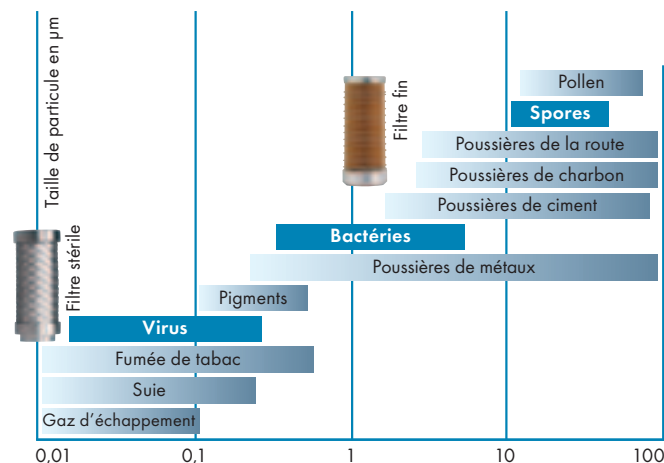 Taille de particule en µm
Filtre stérile
Filtre fin
Pollen
Spores
Poussières de la route
Poussières de charbon
Poussières de ciment
Bactéries
Poussières de métaux
Pigments
Virus
Fumée de tabac
Suie
Gaz d’échappement
0,01 0,1 1 10 100